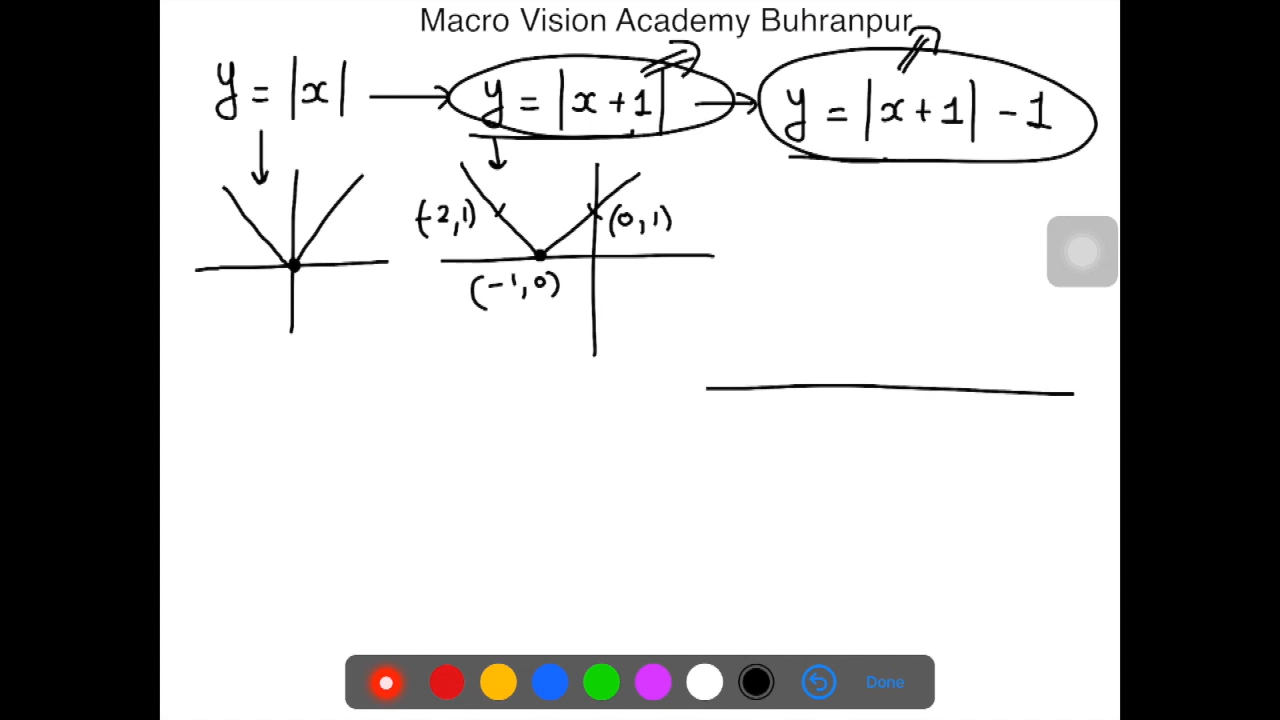 Macro Vision Academy Buhranpur
y = |x| → y = |x + 1| → y = |x + 1| - 1
(-2, 1) (0, 1)
(-1, 0)
Done